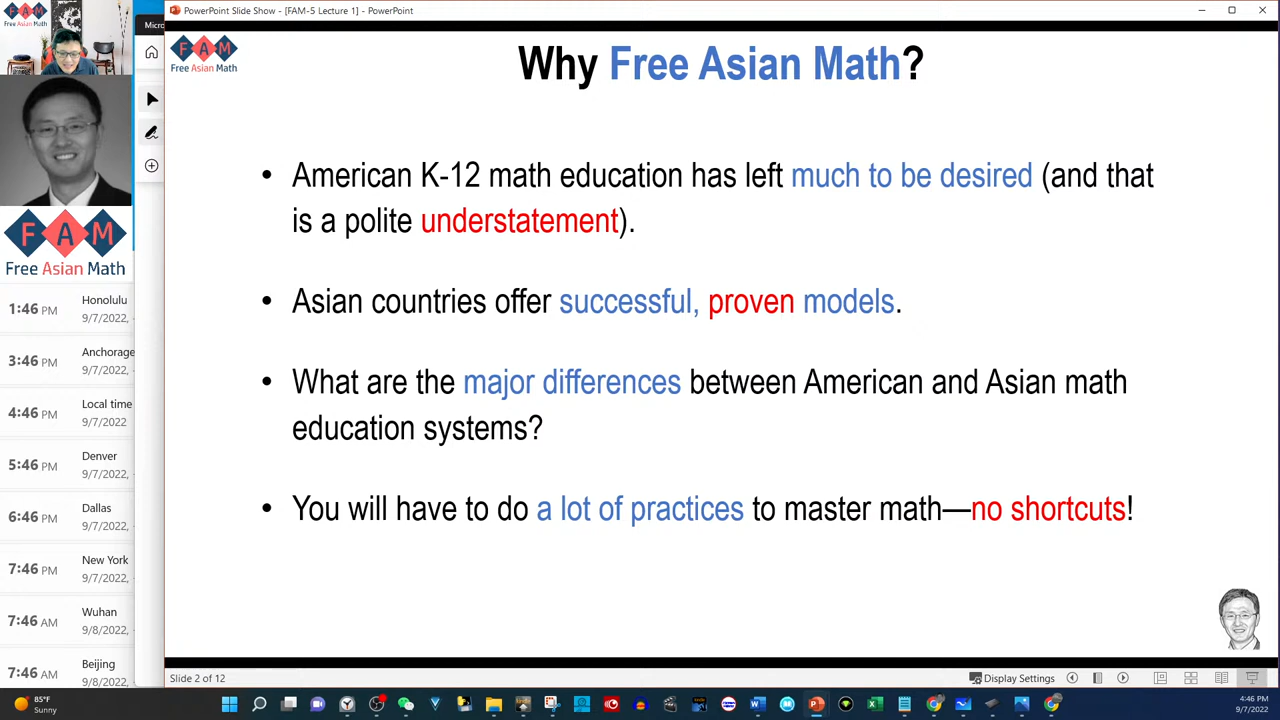 FAM
Free Asian Math
PowerPoint Slide Show - [FAM-5 Lecture 1] - PowerPoint
Micro
FAM
Free Asian Math
Why Free Asian Math?
• American K-12 math education has left much to be desired (and that
is a polite understatement).
• Asian countries offer successful, proven models.
• What are the major differences between American and Asian math
education systems?
• You will have to do a lot of practices to master math—no shortcuts!
FAM
Free Asian Math
1:46 PM Honolulu
9/7/2022,
3:46 PM Anchorage
9/7/2022,
4:46 PM Local time
9/7/2022
5:46 PM Denver
9/7/2022,
6:46 PM Dallas
9/7/2022,
7:46 PM New York
9/7/2022,
7:46 AM Wuhan
9/8/2022,
7:46 AM Beijing
9/8/2022,
Slide 2 of 12
Display Settings
85°F
Sunny
4:46 PM
9/7/2022